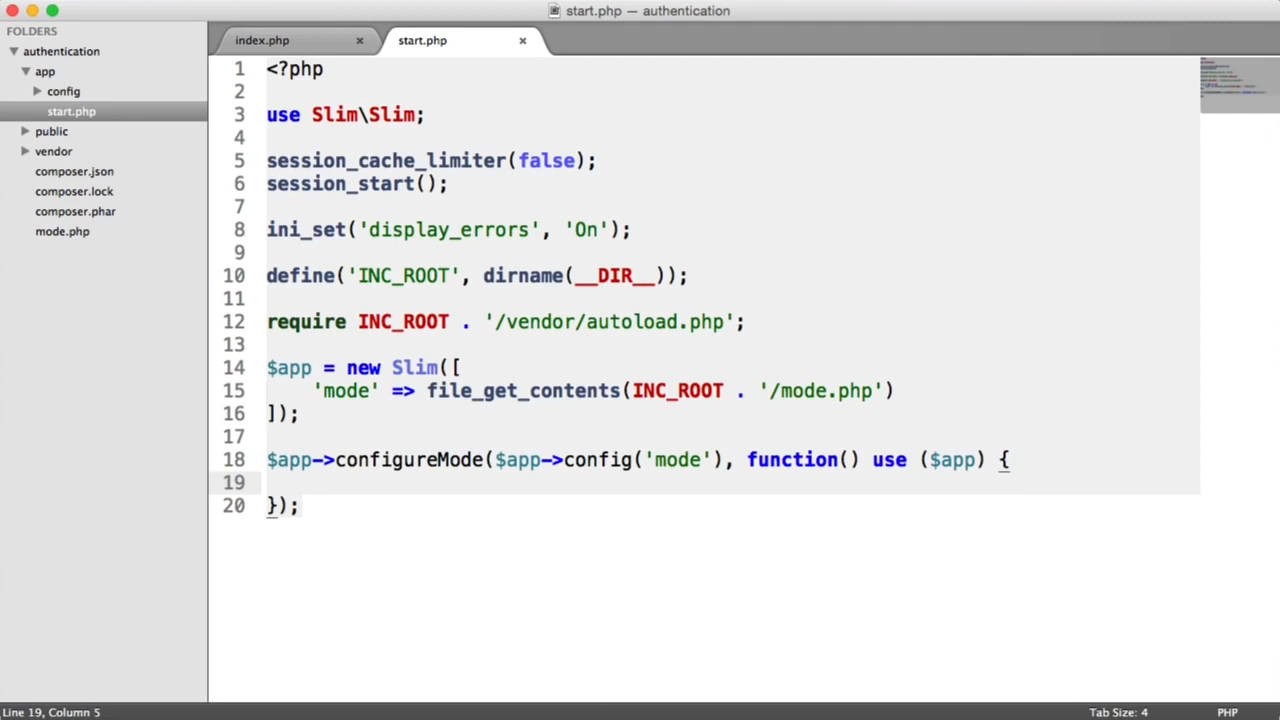 start.php — authentication
FOLDERS
authentication
app
config
start.php
public
vendor
composer.json
composer.lock
composer.phar
mode.php
index.php ×
start.php ×
1 <?php
2
3 use Slim\Slim;
4
5 session_cache_limiter(false);
6 session_start();
7
8 ini_set('display_errors', 'On');
9
10 define('INC_ROOT', dirname(__DIR__));
11
12 require INC_ROOT . '/vendor/autoload.php';
13
14 $app = new Slim([
15     'mode' => file_get_contents(INC_ROOT . '/mode.php')
16 ]);
17
18 $app->configureMode($app->config('mode'), function() use ($app) {
19
20 });
Line 19, Column 5
Tab Size: 4
PHP